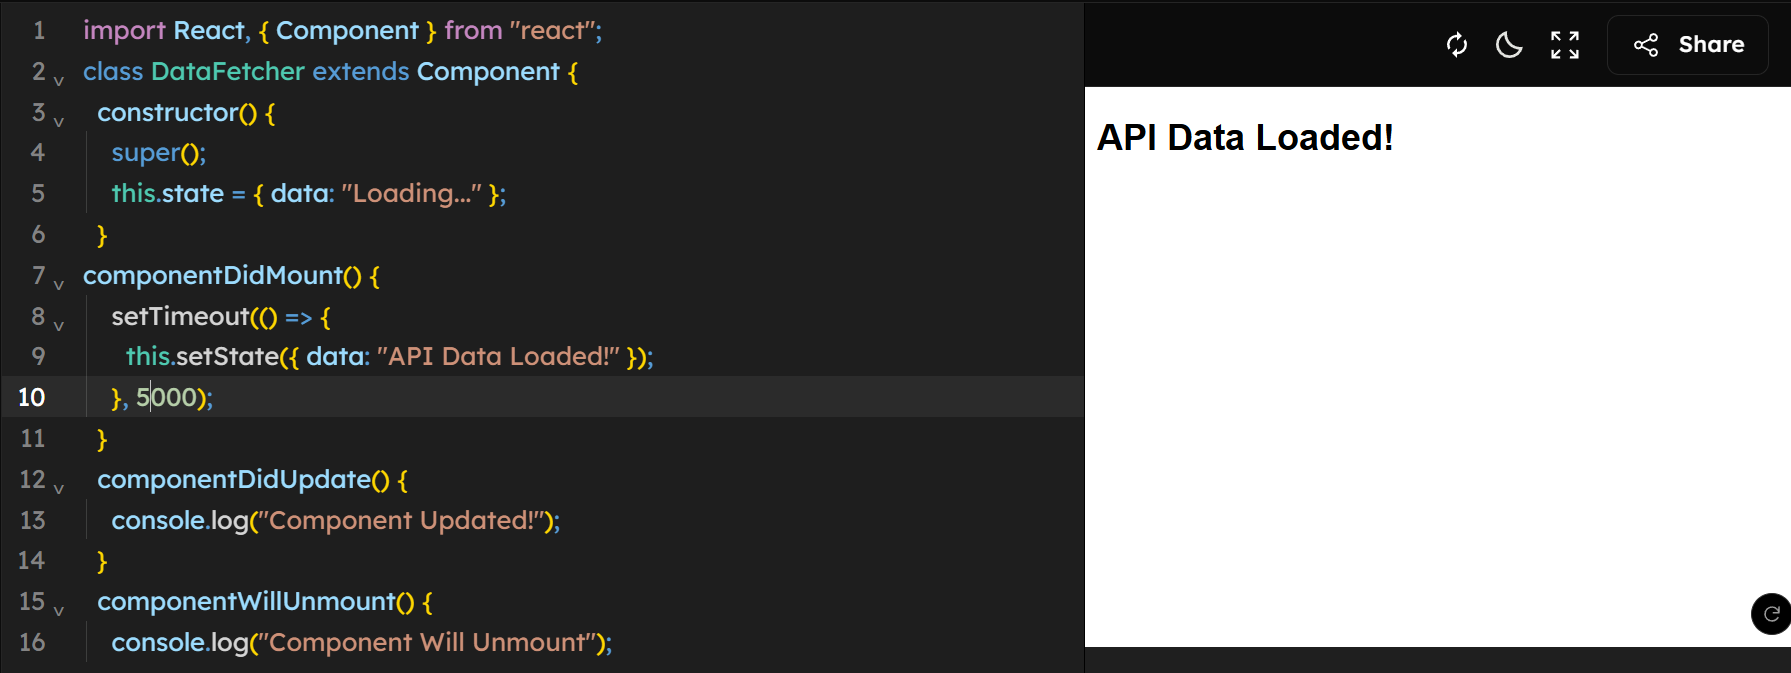 1 import React, { Component } from "react";
2 class DataFetcher extends Component {
3 constructor() {
4 super();
5 this.state = { data: "Loading..." };
6 }
7 componentDidMount() {
8 setTimeout(() => {
9 this.setState({ data: "API Data Loaded!" });
10 }, 5000);
11 }
12 componentDidUpdate() {
13 console.log("Component Updated!");
14 }
15 componentWillUnmount() {
16 console.log("Component Will Unmount");
Share
API Data Loaded!